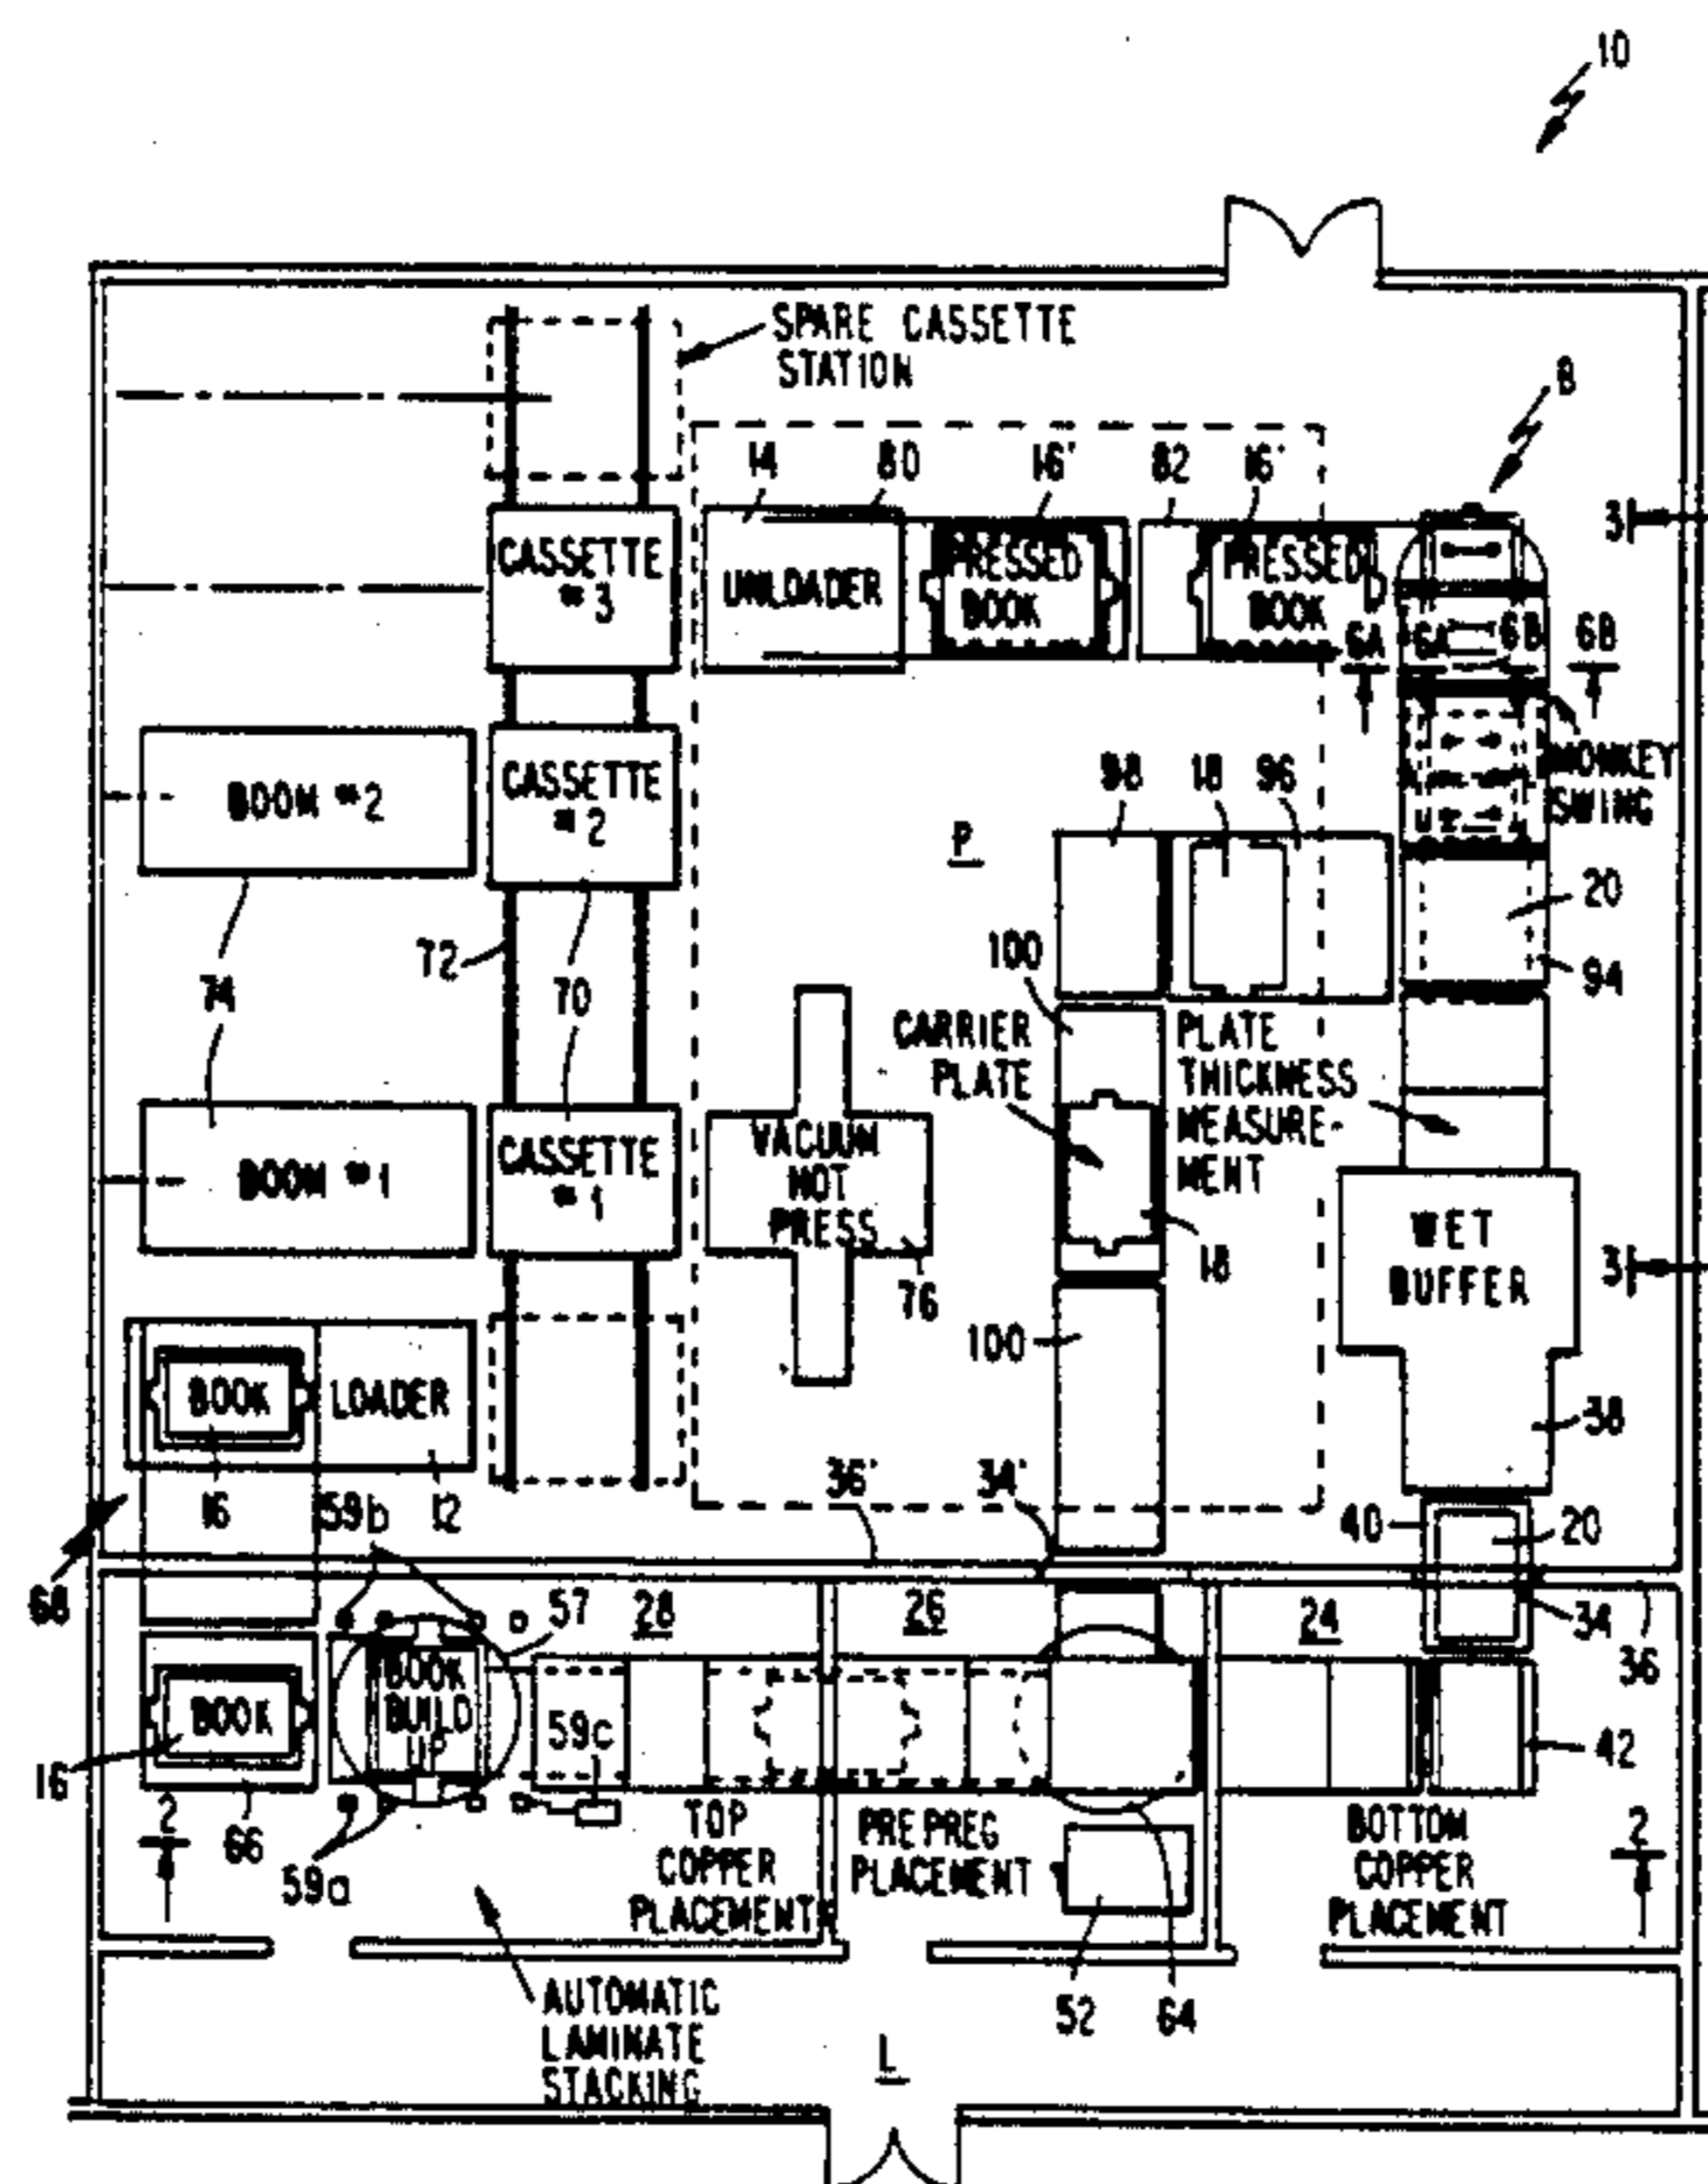 10
SPARE CASSETTE
STATION
8
14
80
16'
82
16'
3
CASSETTE
#3
UNLOADER
PRESSED
BOOK
PRESSED
BOOK
6A
6A
6B
6B
MONKEY
SWING
BOOM #2
CASSETTE
#2
P
98
18
96
20
94
72
74
70
100
CARRIER
PLATE
PLATE
THICKNESS
MEASURE-
MENT
BOOM #1
CASSETTE
#1
VACUUM
HOT
PRESS
76
18
WET
BUFFER
3
100
38
BOOK
LOADER
16
59b
12
36'
34'
40
20
68
57
28
26
24
34
36
BOOK
BOOK
BUILD
UP
59c
42
16
2
66
59a
TOP
COPPER
PLACEMENT
PREPREG
PLACEMENT
BOTTOM
COPPER
PLACEMENT
2
52
64
AUTOMATIC
LAMINATE
STACKING
L